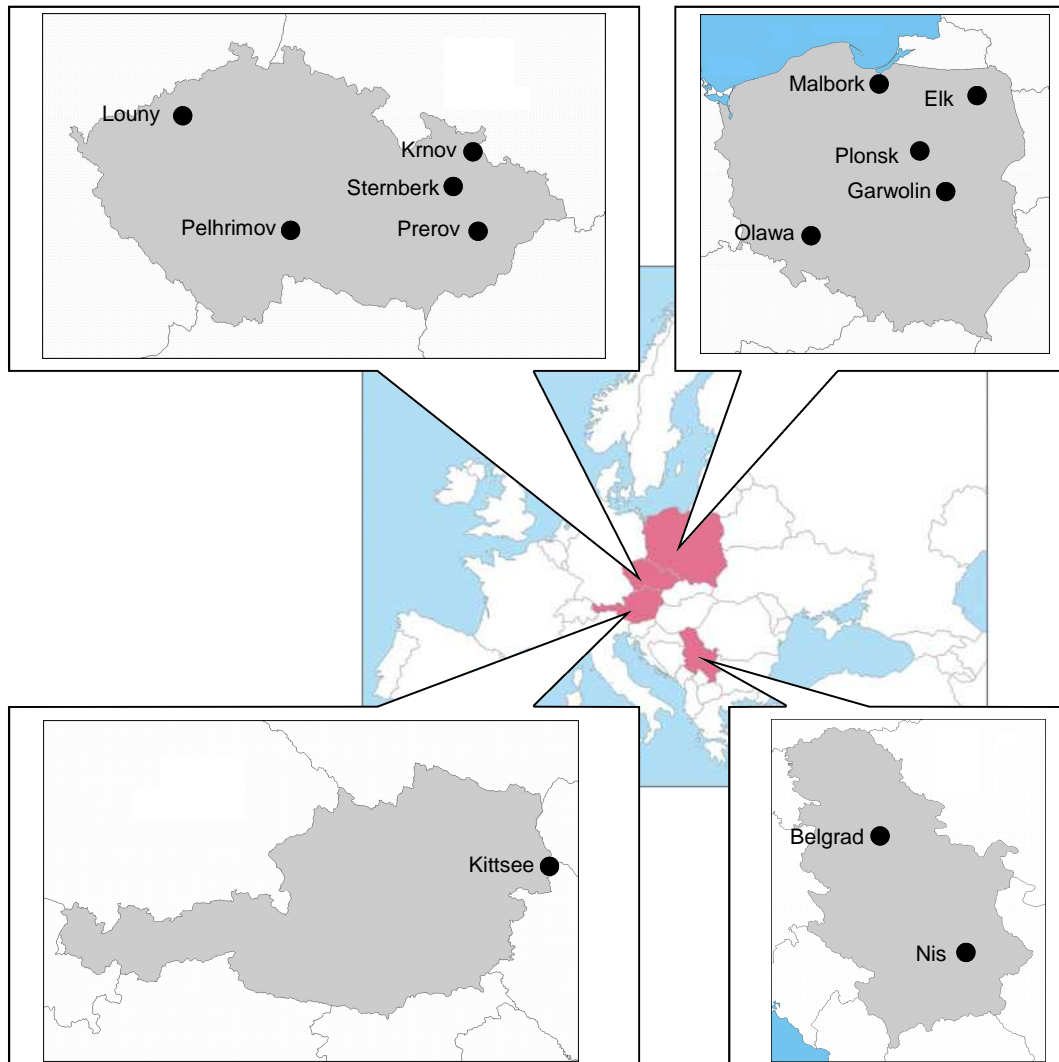 Louny
Krnov
Sternberk
Pelhrimov
Prerov
Malbork
Elk
Plonsk
Garwolin
Olawa
Kittsee
Belgrad
Nis